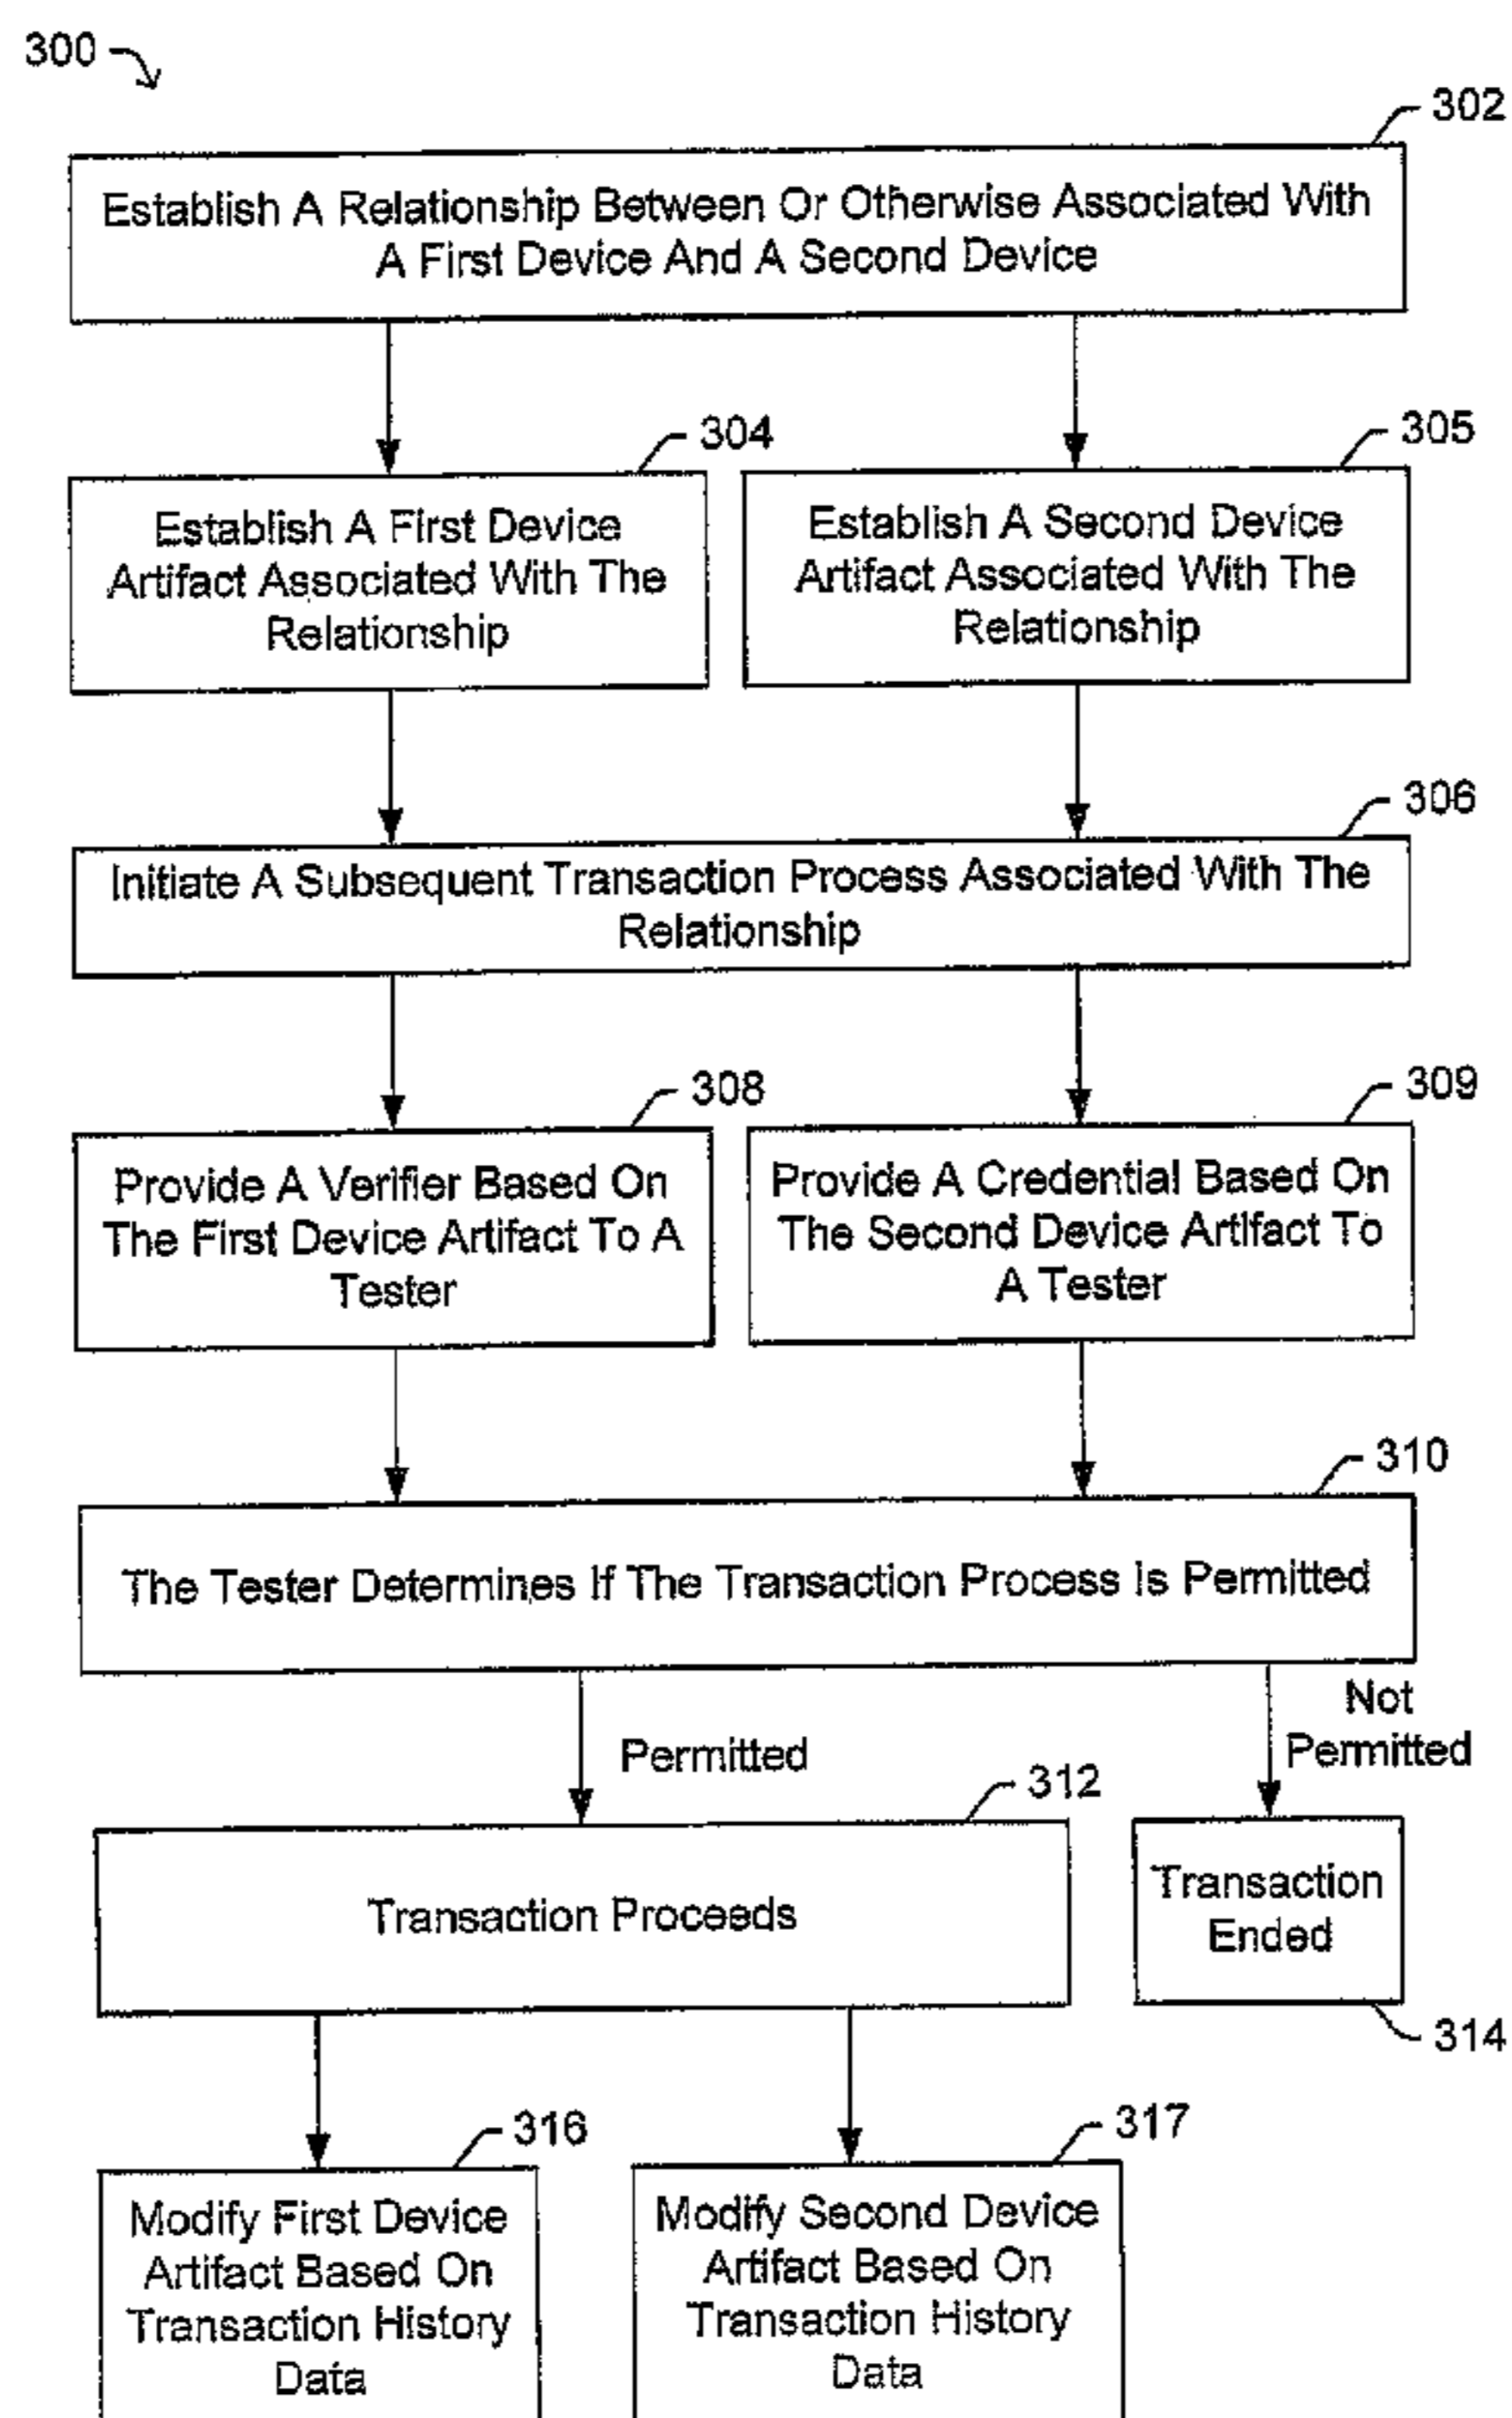 300
302
Establish A Relationship Between Or Otherwise Associated With
A First Device And A Second Device
304
305
Establish A First Device
Artifact Associated With The
Relationship
Establish A Second Device
Artifact Associated With The
Relationship
306
Initiate A Subsequent Transaction Process Associated With The
Relationship
308
309
Provide A Verifier Based On
The First Device Artifact To A
Tester
Provide A Credential Based On
The Second Device Artifact To
A Tester
310
The Tester Determines If The Transaction Process Is Permitted
Permitted
Not
Permitted
312
Transaction Proceeds
Transaction
Ended
314
316
317
Modify First Device
Artifact Based On
Transaction History
Data
Modify Second Device
Artifact Based On
Transaction History
Data